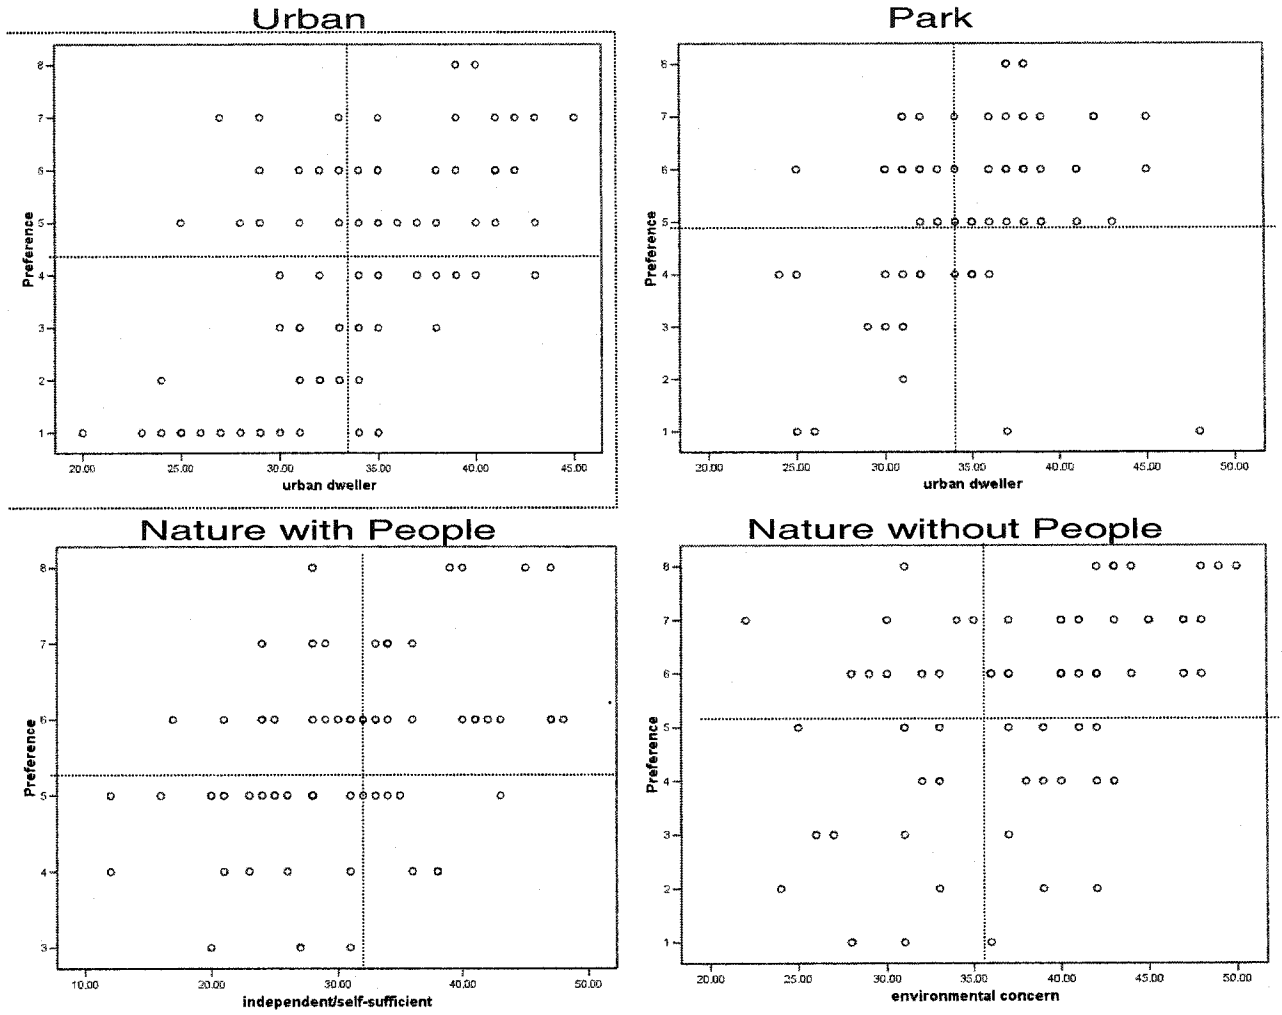 Urban
Park
8
7
6
5
4
3
2
1
Preference
20.00 25.00 30.00 35.00 40.00 45.00
urban dweller
8
7
6
5
4
3
2
1
Preference
20.00 25.00 30.00 35.00 40.00 45.00 50.00
urban dweller
Nature with People
Nature without People
8
7
6
5
4
3
Preference
10.00 20.00 30.00 40.00 50.00
independent/self-sufficient
8
7
6
5
4
3
2
1
Preference
20.00 25.00 30.00 35.00 40.00 45.00 50.00
environmental concern